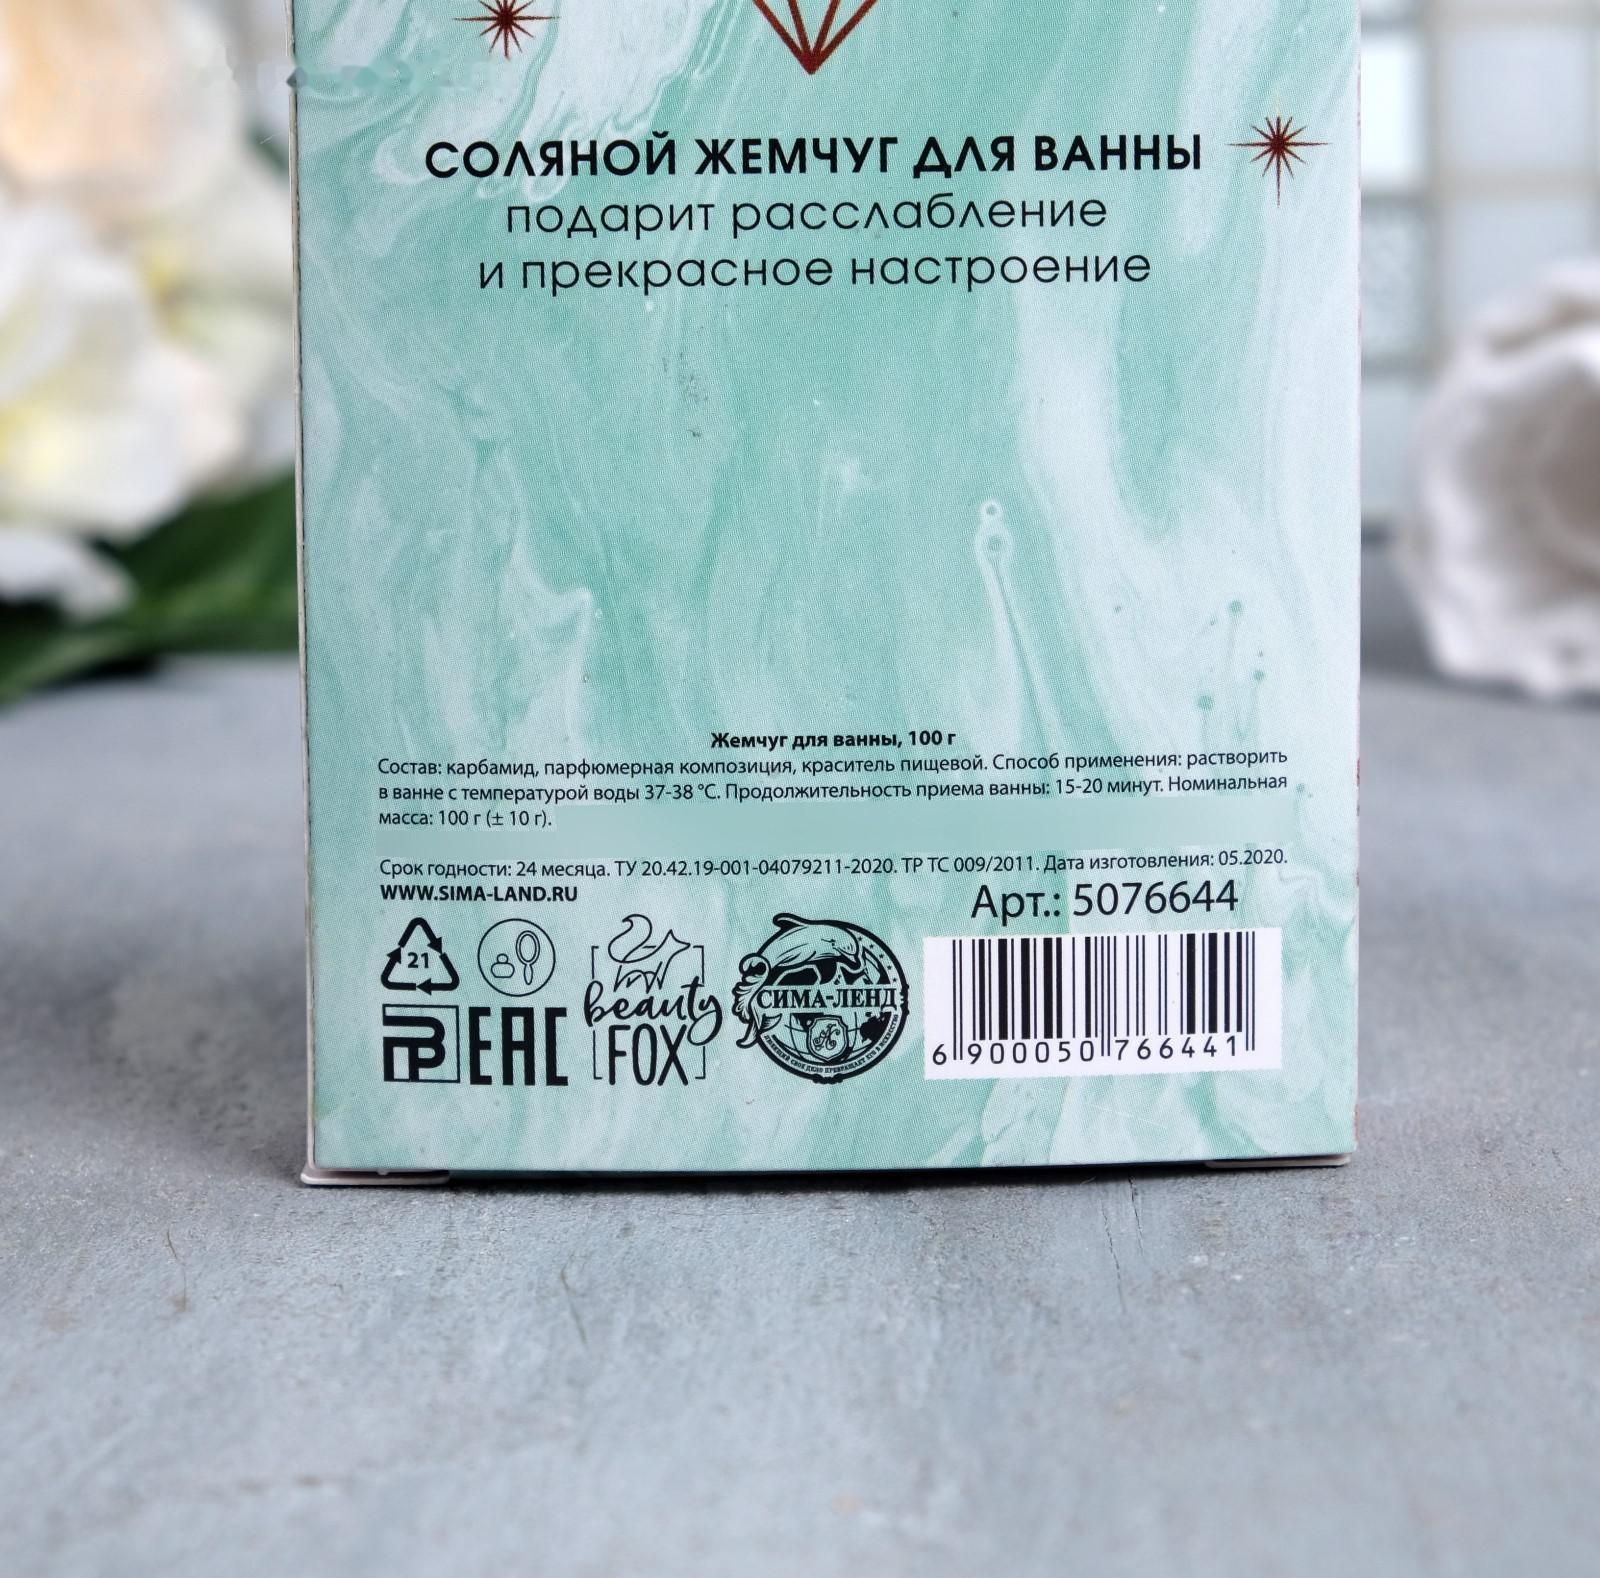 СОЛЯНОЙ ЖЕМЧУГ ДЛЯ ВАННЫ
подарит расслабление
и прекрасное настроение
Жемчуг для ванны, 100 г
Состав: карбамид, парфюмерная композиция, краситель пищевой. Способ применения: растворить
в ванне с температурой воды 37-38 °С. Продолжительность приема ванны: 15-20 минут. Номинальная
масса: 100 г (± 10 г).
Срок годности: 24 месяца. ТУ 20.42.19-001-04079211-2020. ТР ТС 009/2011. Дата изготовления: 05.2020.
WWW.SIMA-LAND.RU
Арт.: 5076644
21
ЕАС
beauty
FOX
СИМА-ЛЕНД
6 900050 766441